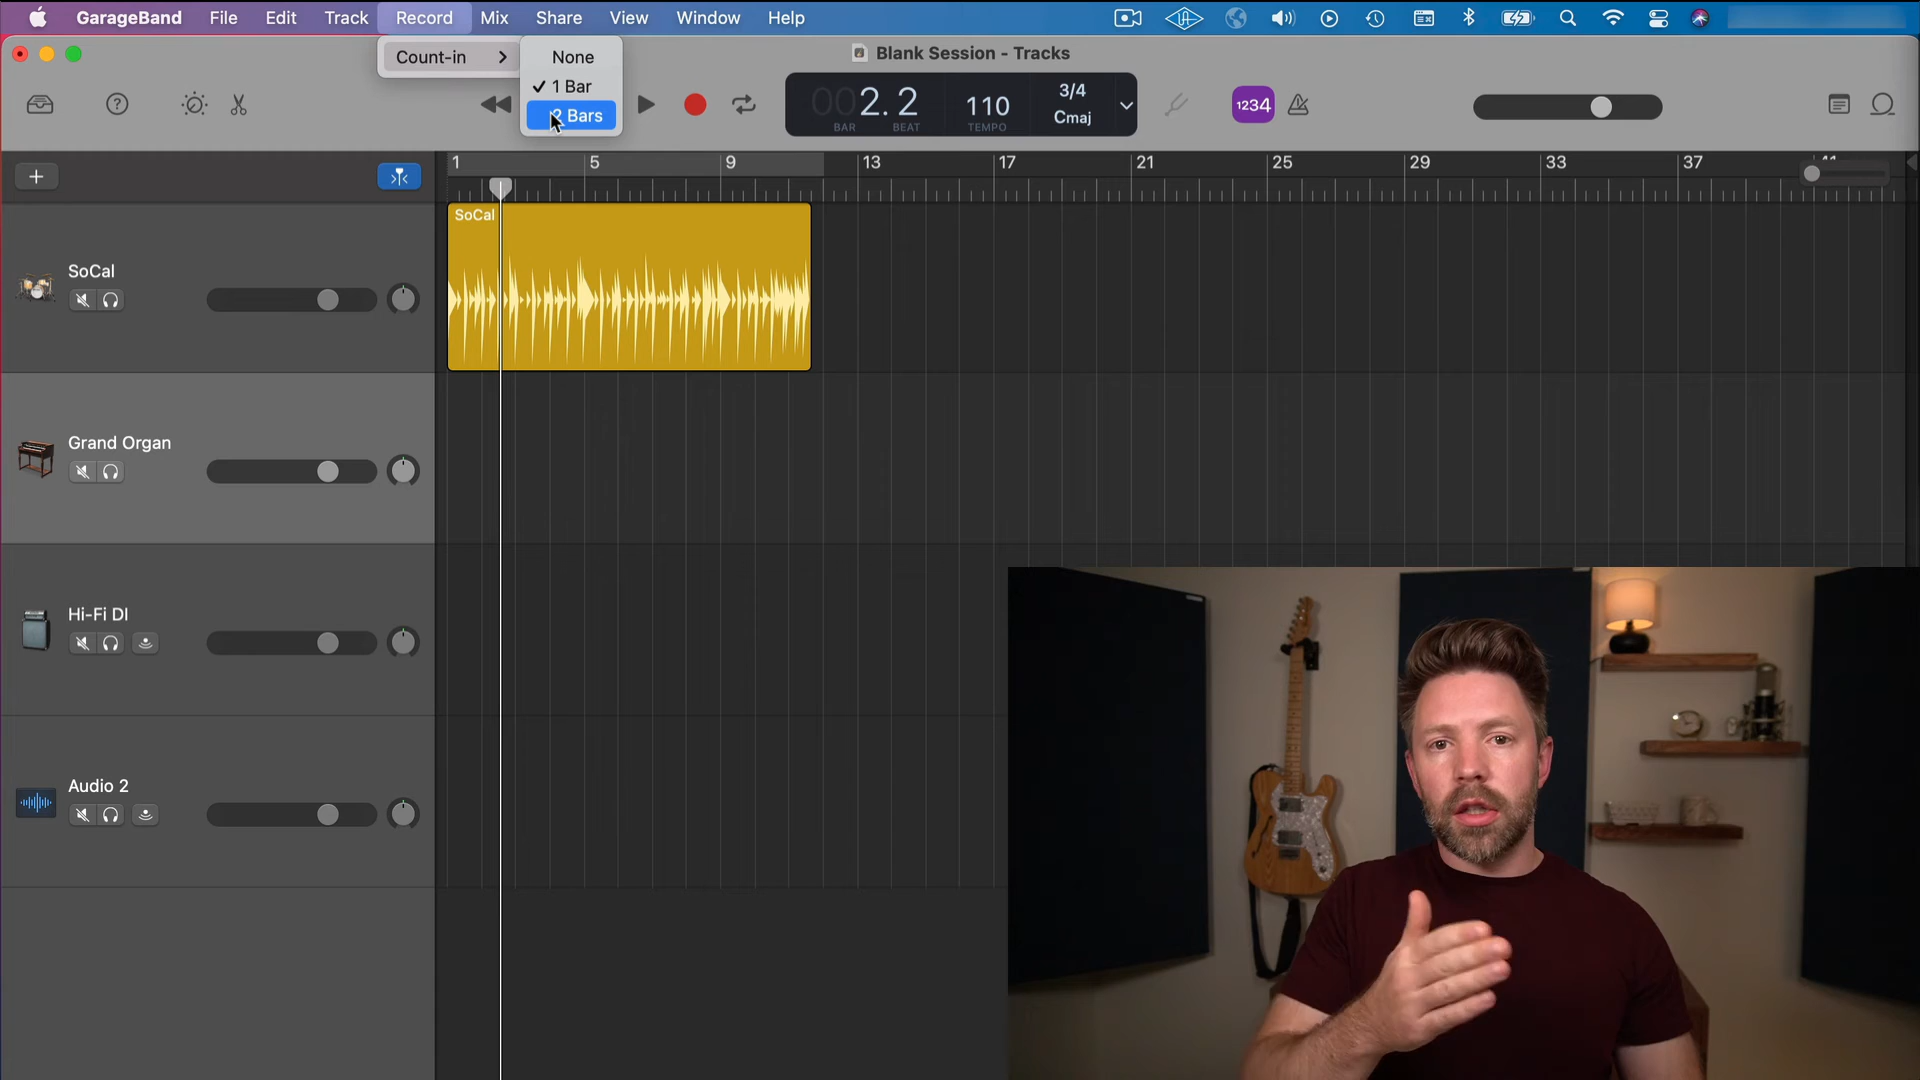 GarageBand File Edit Track Record Mix Share View Window Help
Count-in
None
✓ 1 Bar
2 Bars
Blank Session - Tracks
002.2
BAR BEAT
110
TEMPO
3/4
Cmaj
1234
1 5 9 13 17 21 25 29 33 37 41
SoCal
SoCal
Grand Organ
Hi-Fi DI
Audio 2